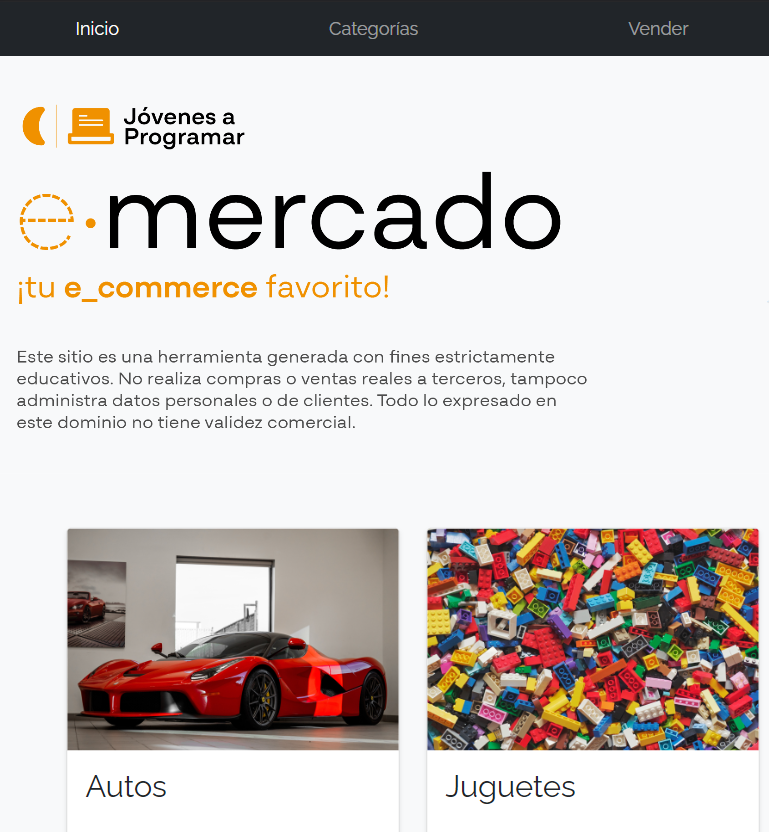 Inicio Categorías Vender
Jóvenes a
Programar
e·mercado
¡tu e_commerce favorito!
Este sitio es una herramienta generada con fines estrictamente
educativos. No realiza compras o ventas reales a terceros, tampoco
administra datos personales o de clientes. Todo lo expresado en
este dominio no tiene validez comercial.
Autos Juguetes